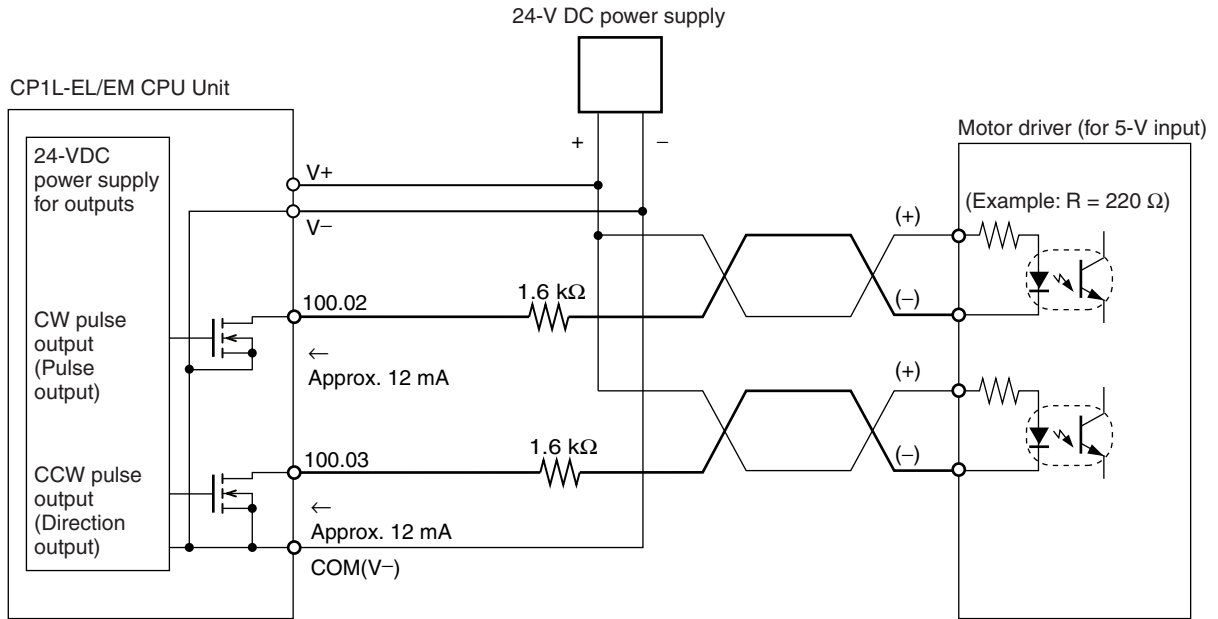 24-V DC power supply
CP1L-EL/EM CPU Unit
+
−
Motor driver (for 5-V input)
24-VDC
power supply
for outputs
V+
V−
(+)
(Example: R = 220 Ω)
100.02
1.6 kΩ
(−)
CW pulse
output
(Pulse
output)
←
Approx. 12 mA
(+)
100.03
1.6 kΩ
(−)
CCW pulse
output
(Direction
output)
←
Approx. 12 mA
COM(V−)